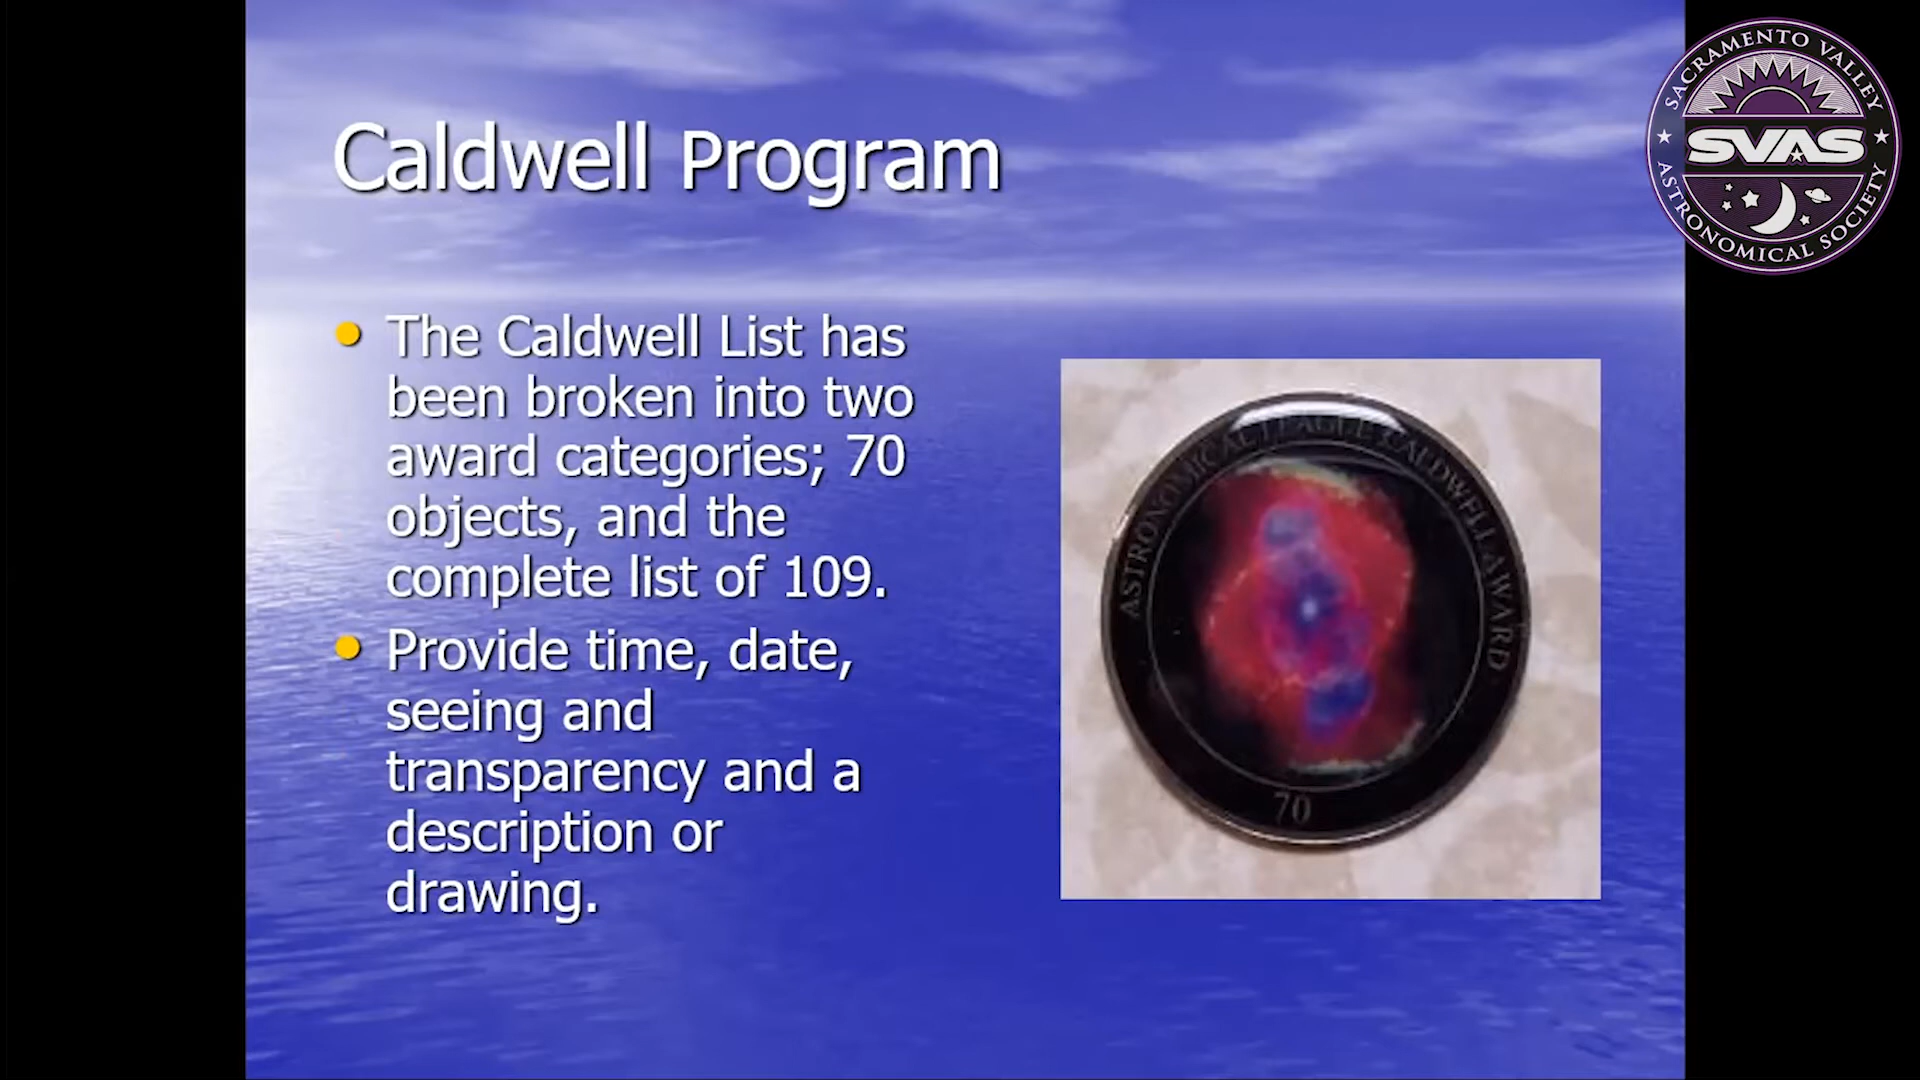 Caldwell Program
The Caldwell List has
been broken into two
award categories; 70
objects, and the
complete list of 109.
Provide time, date,
seeing and
transparency and a
description or
drawing.
ASTRONOMICAL LEAGUE CALDWELL AWARD
70
SACRAMENTO VALLEY
SVAS
ASTRONOMICAL SOCIETY